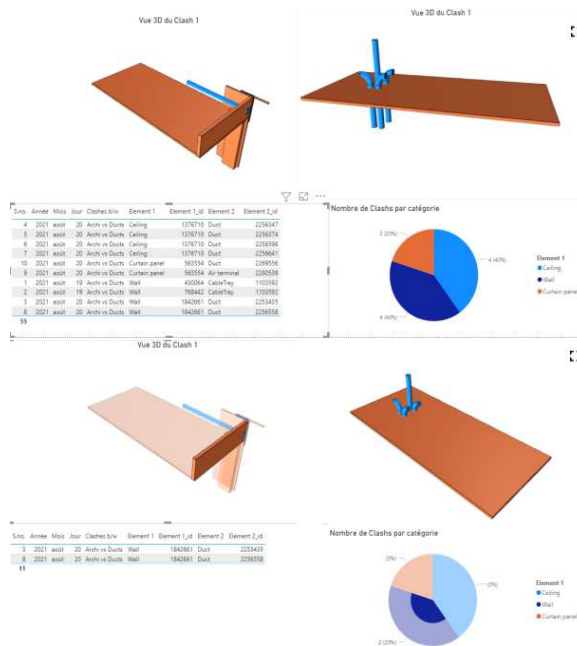 Vue 3D du Clash 1
Vue 3D du Clash 1
S.no. Année Mois Jour Clashes b/w Element 1 Element 1_id Element 2 Element 2_id
4 2021 août 20 Archi vs Ducts Ceiling 1376710 Duct 2256347
5 2021 août 20 Archi vs Ducts Ceiling 1376710 Duct 2256374
6 2021 août 20 Archi vs Ducts Ceiling 1376710 Duct 2256598
7 2021 août 20 Archi vs Ducts Ceiling 1376710 Duct 2256641
10 2021 août 20 Archi vs Ducts Curtain panel 563554 Duct 2269556
9 2021 août 20 Archi vs Ducts Curtain panel 563554 Air terminal 2280539
1 2021 août 19 Archi vs Ducts Wall 430064 CableTray 1103592
2 2021 août 19 Archi vs Ducts Wall 766442 CableTray 1103592
3 2021 août 20 Archi vs Ducts Wall 1842661 Duct 2253435
8 2021 août 20 Archi vs Ducts Wall 1842661 Duct 2256558
55
Nombre de Clashs par catégorie
2 (20%)
4 (40%)
4 (40%)
Element 1
Ceiling
Wall
Curtain panel
Vue 3D du Clash 1
S.no. Année Mois Jour Clashes b/w Element 1 Element 1_id Element 2 Element 2_id
3 2021 août 20 Archi vs Ducts Wall 1842661 Duct 2253435
8 2021 août 20 Archi vs Ducts Wall 1842661 Duct 2256558
11
Nombre de Clashs par catégorie
(0%)
(0%)
2 (20%)
Element 1
Ceiling
Wall
Curtain panel